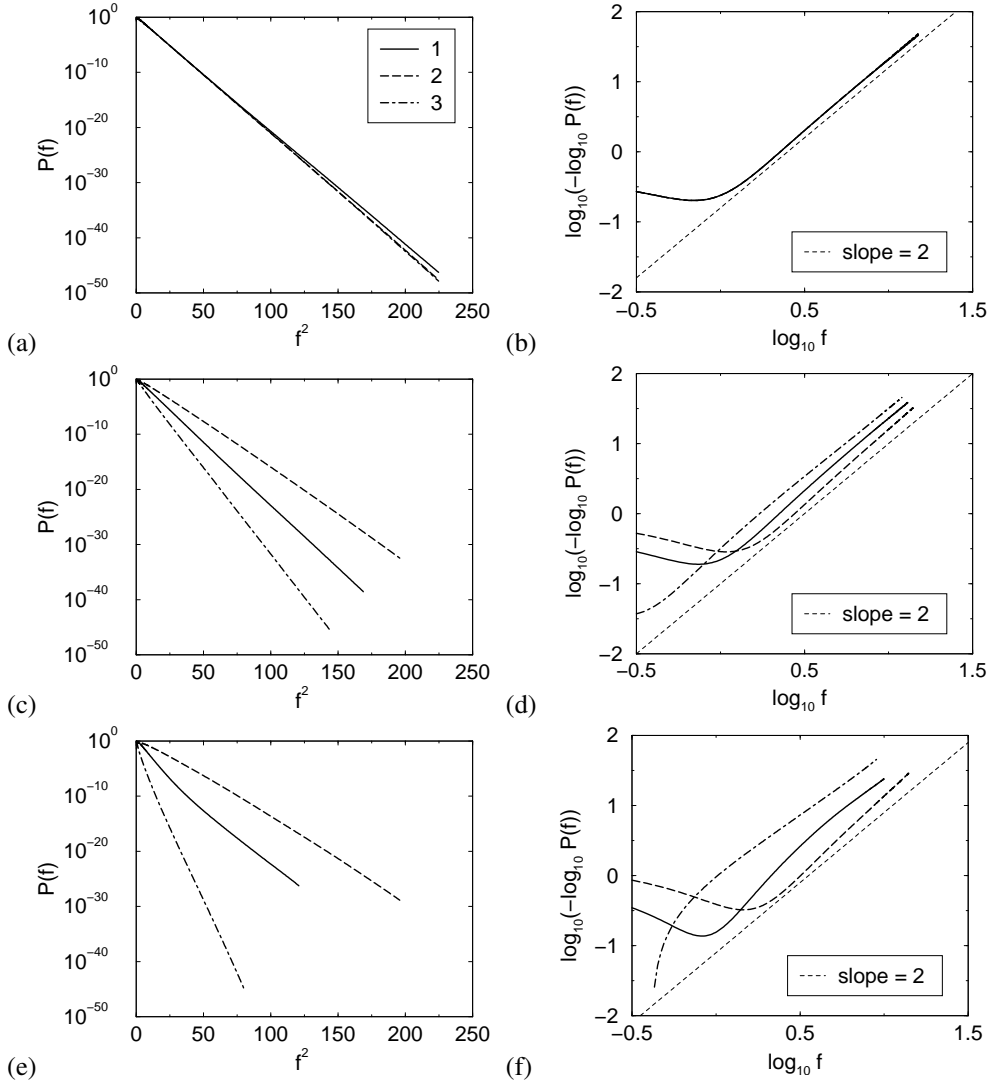 10^0
10^-10
10^-20
10^-30
10^-40
10^-50
P(f)
0 50 100 150 200 250
f^2
1
2
3
(a)
2
1
0
−1
−2
log10(−log10 P(f))
−0.5 0.5 1.5
log10 f
slope = 2
(b)
10^0
10^-10
10^-20
10^-30
10^-40
10^-50
P(f)
0 50 100 150 200 250
f^2
(c)
2
1
0
−1
−2
log10(−log10 P(f))
−0.5 0.5 1.5
log10 f
slope = 2
(d)
10^0
10^-10
10^-20
10^-30
10^-40
10^-50
P(f)
0 50 100 150 200 250
f^2
(e)
2
1
0
−1
−2
log10(−log10 P(f))
−0.5 0.5 1.5
log10 f
slope = 2
(f)